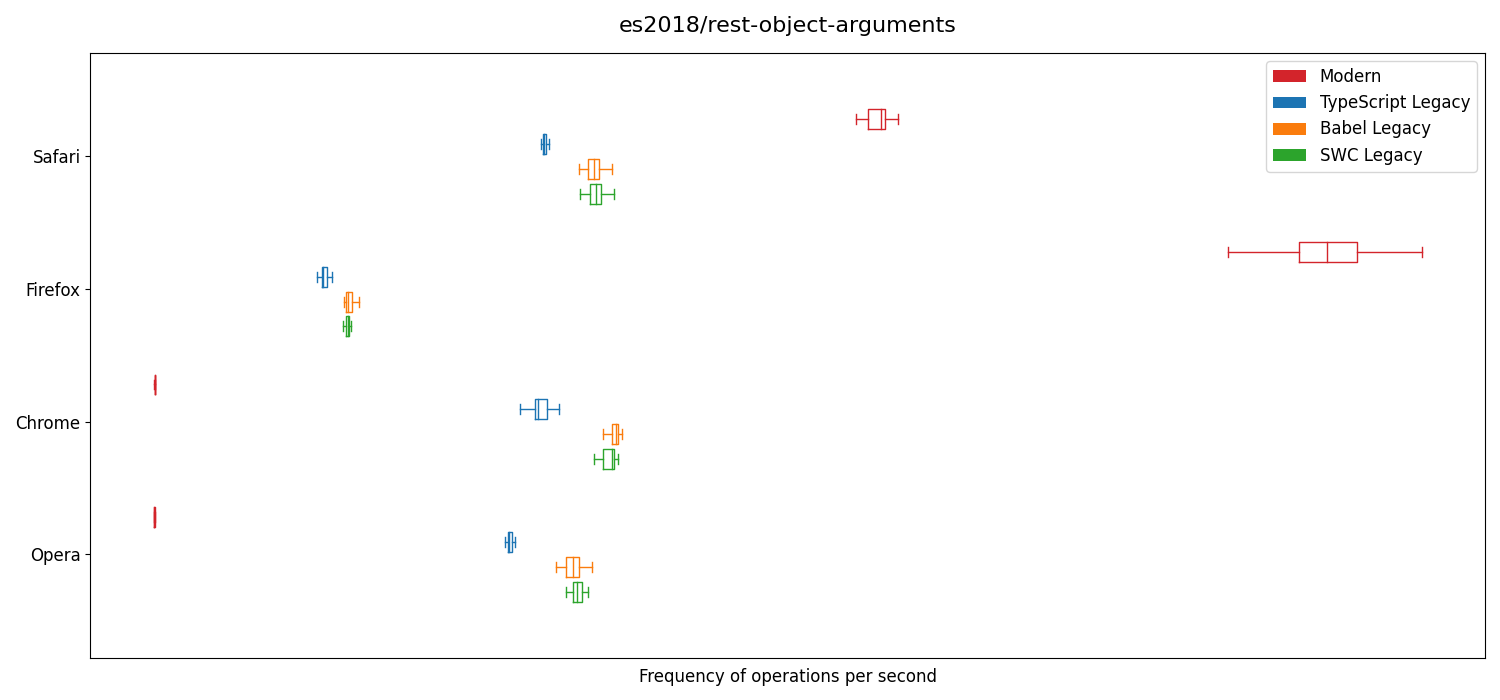 es2018/rest-object-arguments
Modern
TypeScript Legacy
Babel Legacy
SWC Legacy
Safari
Firefox
Chrome
Opera
Frequency of operations per second